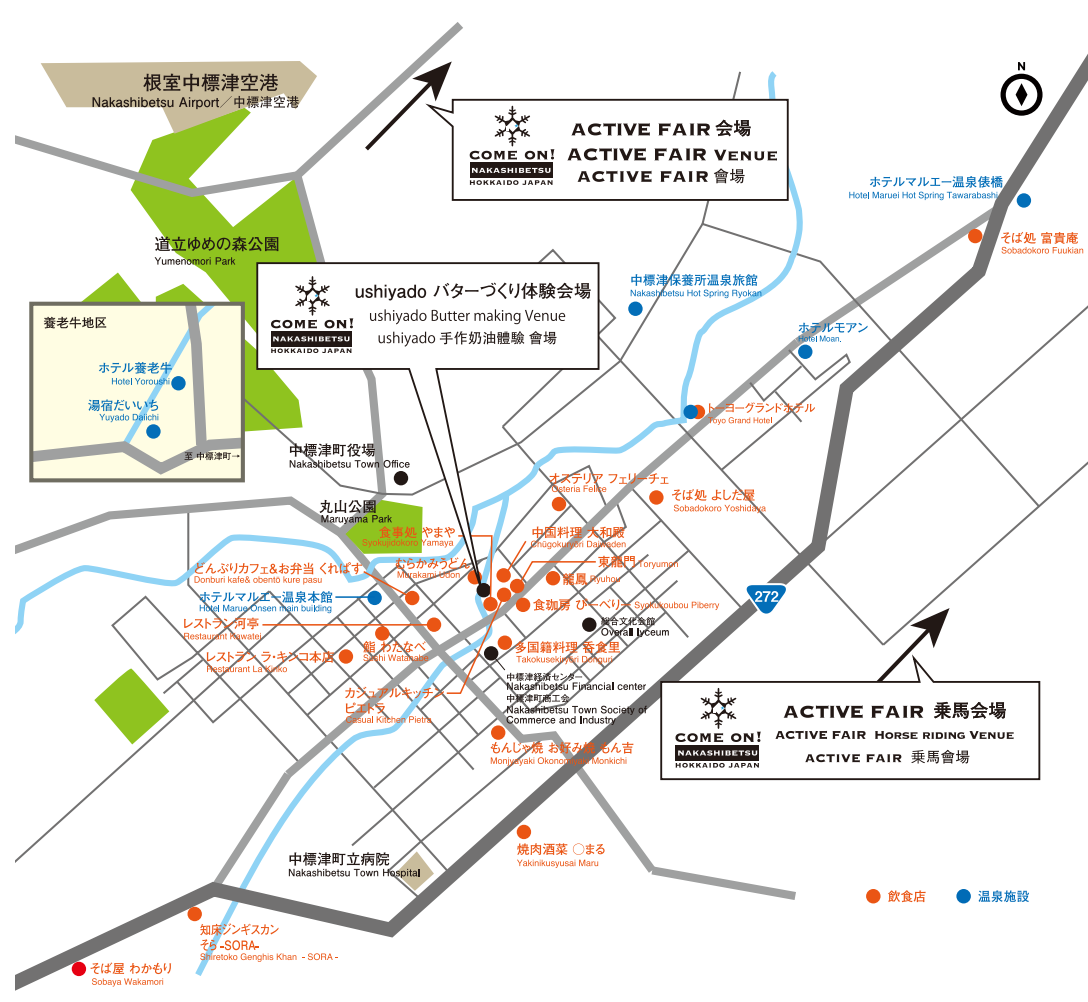 根室中標津空港
Nakashibetsu Airport／中標津空港
N
COME ON!
NAKASHIBETSU
HOKKAIDO JAPAN
ACTIVE FAIR 会場
ACTIVE FAIR VENUE
ACTIVE FAIR 會場
ホテルマルエー温泉俵橋
Hotel Maruei Hot Spring Tawarabashi
そば処 富貴庵
Sobadokoro Fuukian
道立ゆめの森公園
Yumenomori Park
COME ON!
NAKASHIBETSU
HOKKAIDO JAPAN
ushiyado バターづくり体験会場
ushiyado Butter making Venue
ushiyado 手作奶油體驗 會場
中標津保養所温泉旅館
Nakashibetsu Hot Spring Ryokan
ホテルモアン
Hotel Moan.
養老牛地区
ホテル養老牛
Hotel Yoroushi
湯宿だいいち
Yuyado Daiichi
至 中標津町→
トーヨーグランドホテル
Toyo Grand Hotel
中標津町役場
Nakashibetsu Town Office
オステリア フェリーチェ
Osteria Felice
そば処 よしだ屋
Sobadokoro Yoshidaya
丸山公園
Maruyama Park
食事処 やまや
Syokujidokoro Yamaya
中国料理 大和殿
Chūgokuryōri Daiwaden
むらかみうどん
Murakami Udon
東龍門 Toryumon
どんぶりカフェ&お弁当 くれぱす
Donburi kafe& obentō kure pasu
龍鳳 Ryuhou
ホテルマルエー温泉本館
Hotel Marue Onsen main building
食珈房 ぴーべりー Syokukoubou Piberry
272
レストラン河亭
Restaurant Kawatei
総合文化会館
Overall Lyceum
鮨 わたなべ
Sushi Watanabe
多国籍料理 呑食里
Takokusekiryōri Donguri
レストラン ラ・キンコ本店
Restaurant La Kinko
中標津経済センター
Nakashibetsu Financial center
中標津町商工会
Nakashibetsu Town Society of
Commerce and Industry
カジュアルキッチン
ピエトラ
Casual Kitchen Pietra
COME ON!
NAKASHIBETSU
HOKKAIDO JAPAN
ACTIVE FAIR 乗馬会場
ACTIVE FAIR HORSE RIDING VENUE
ACTIVE FAIR 乗馬會場
もんじゃ焼 お好み焼 もん吉
Monjyayaki Okonomiyaki Monkichi
焼肉酒菜 〇まる
Yakinikusyusai Maru
中標津町立病院
Nakashibetsu Town Hospital
飲食店
温泉施設
知床ジンギスカン
そら -SORA-
Shiretoko Genghis Khan - SORA -
そば屋 わかもり
Sobaya Wakamori